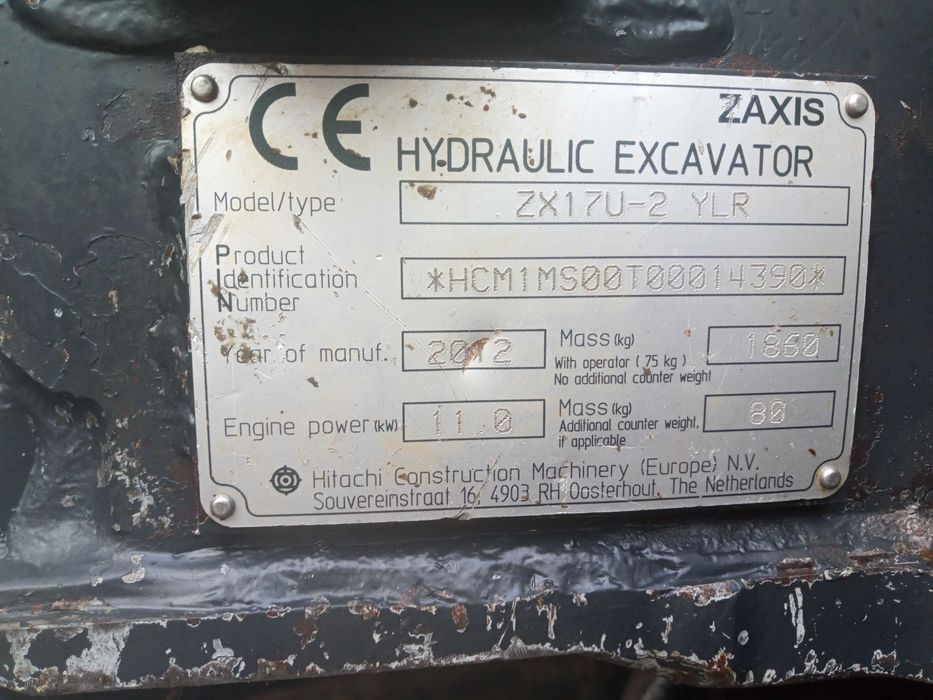 CE
ZAXIS
HYDRAULIC EXCAVATOR
Model/type ZX17U-2 YLR
Product
Identification
Number
*HCM1MS00T00014390*
Year of manuf. 2012
Mass (kg) 1860
With operator ( 75 kg )
No additional counter weight
Engine power (kW) 11.0
Mass (kg) 80
Additional counter weight,
if applicable
Hitachi Construction Machinery (Europe) N.V.
Souvereinstraat 16, 4903 RH Oosterhout, The Netherlands